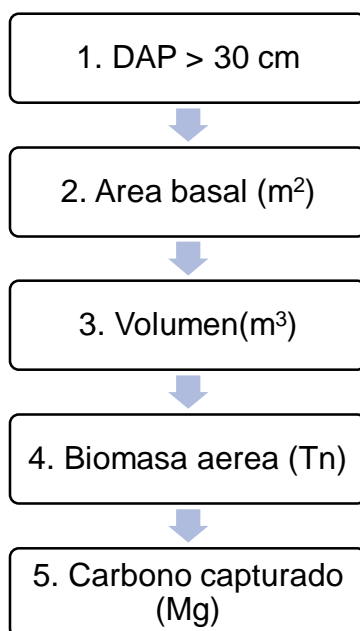 1. DAP > 30 cm
2. Area basal (m²)
3. Volumen(m³)
4. Biomasa aerea (Tn)
5. Carbono capturado
(Mg)